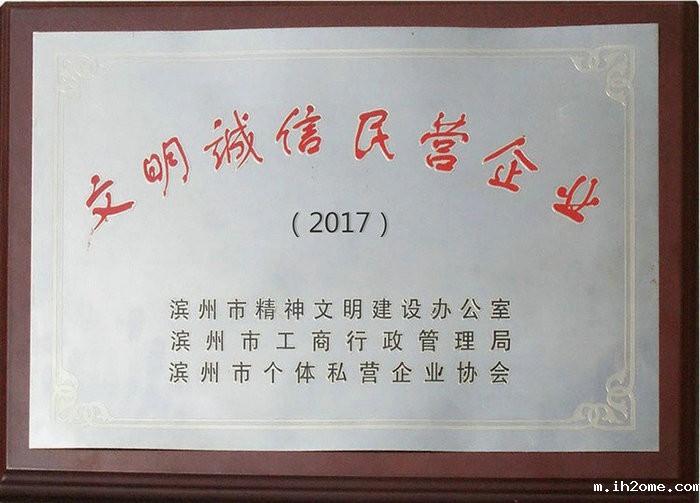 文明诚信民营企业
（2017）
滨州市精神文明建设办公室
滨州市工商行政管理局
滨州市个体私营企业协会
m.ih2ome.com